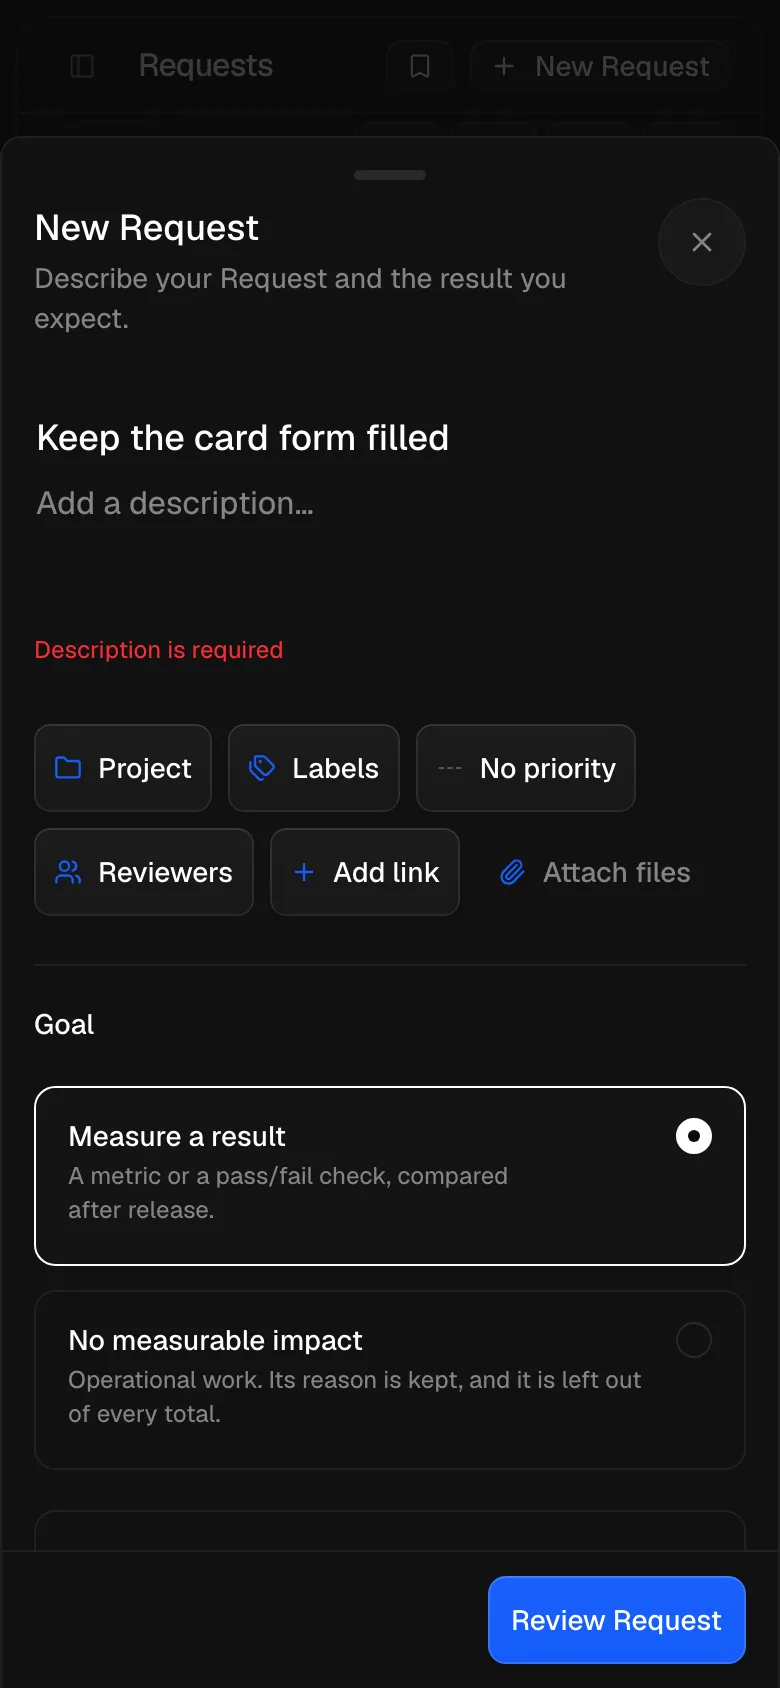 Requests
New Request
New Request
Describe your Request and the result you
expect.
Keep the card form filled
Add a description...
Description is required
Project
Labels
No priority
Reviewers
Add link
Attach files
Goal
Measure a result
A metric or a pass/fail check, compared
after release.
No measurable impact
Operational work. Its reason is kept, and it is left out
of every total.
Review Request